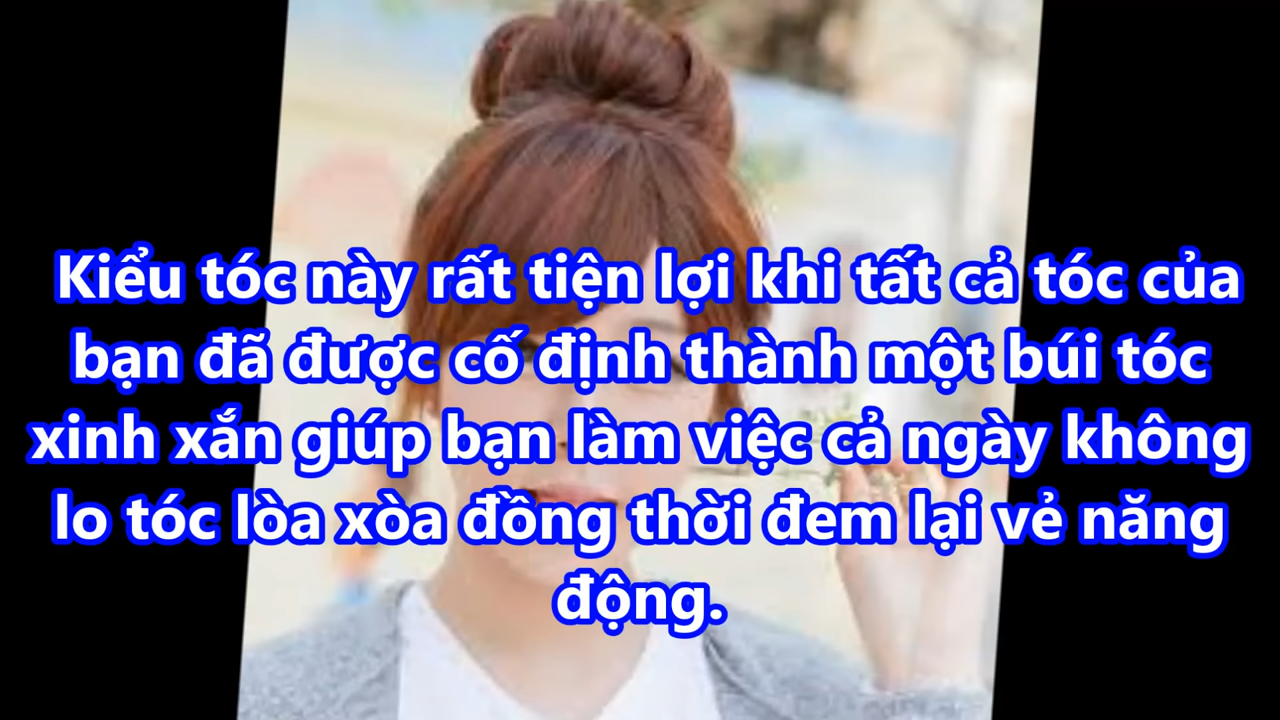 Kiểu tóc này rất tiện lợi khi tất cả tóc của
bạn đã được cố định thành một búi tóc
xinh xắn giúp bạn làm việc cả ngày không
lo tóc lòa xòa đồng thời đem lại vẻ năng
động.